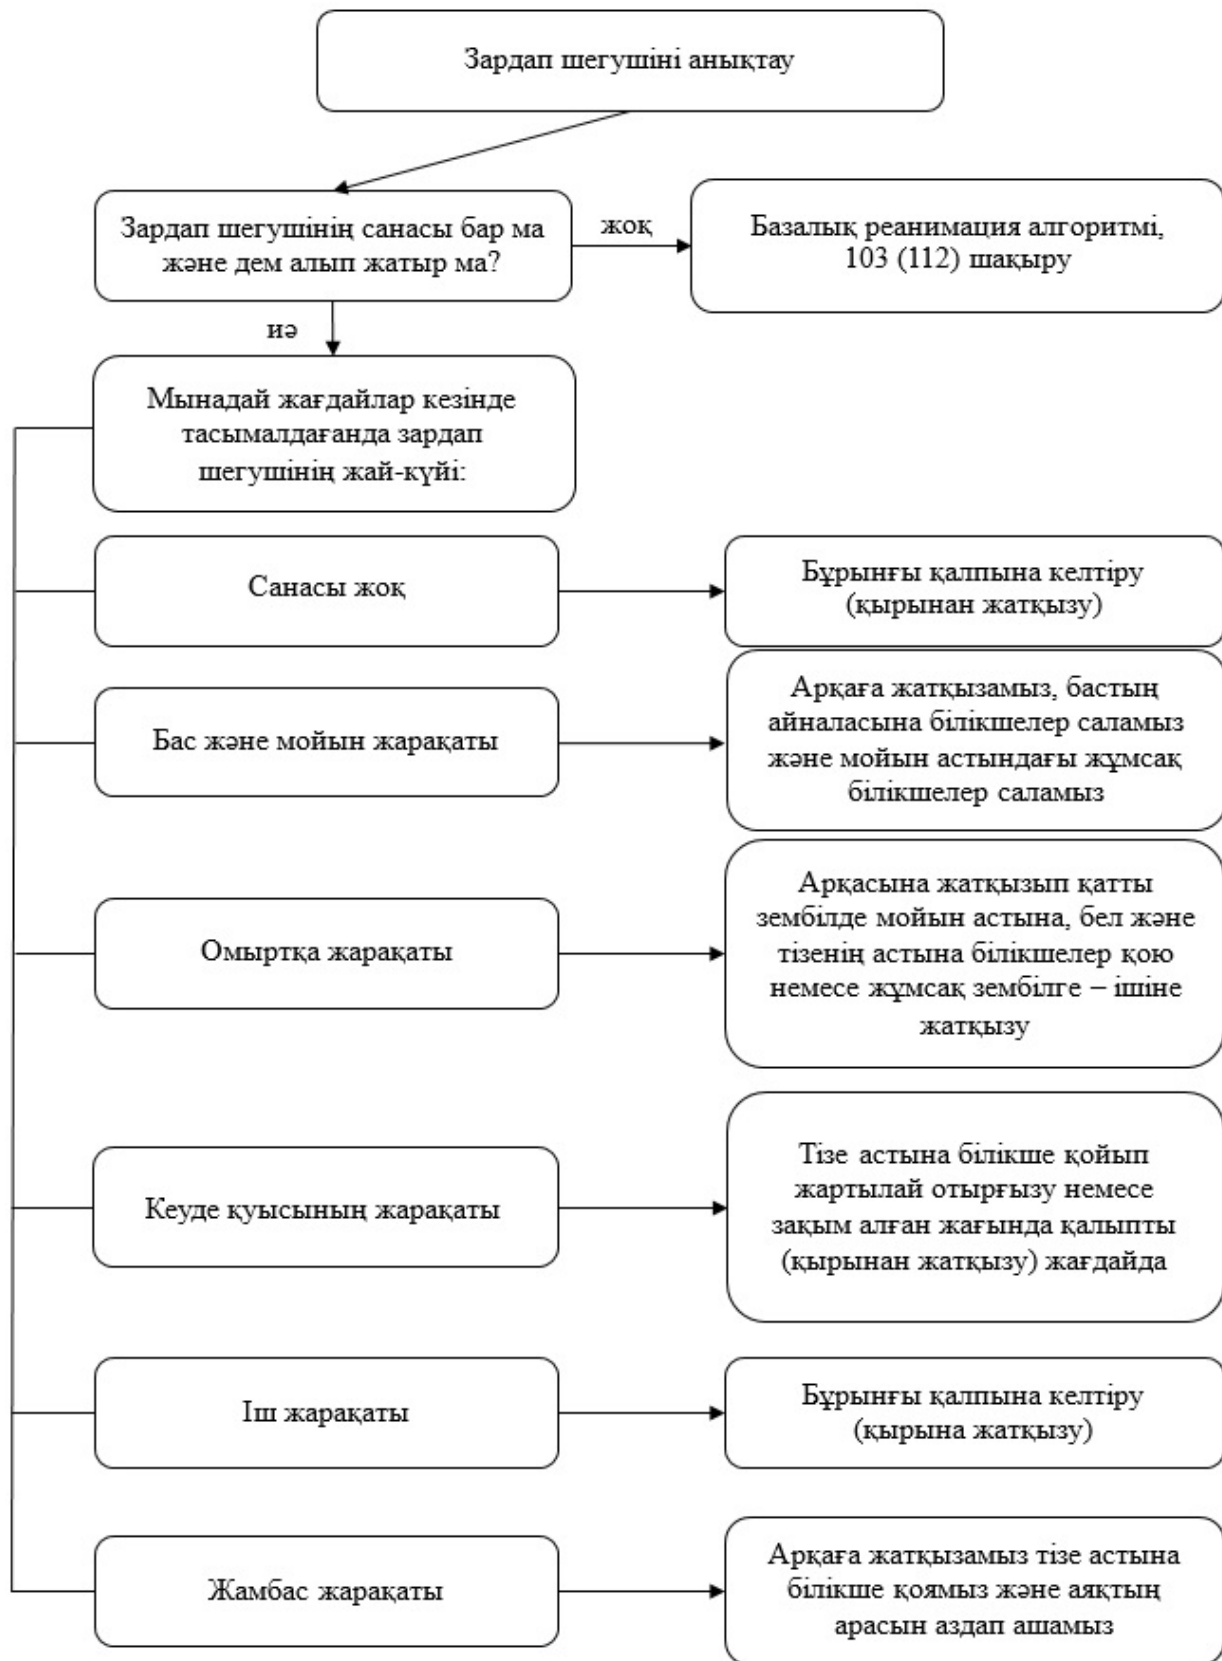 Зардап шегушіні анықтау
Зардап шегушінің санасы бар ма
және дем алып жатыр ма?
жоқ
Базалық реанимация алгоритмі,
103 (112) шақыру
иә
Мынадай жағдайлар кезінде
тасымалдағанда зардап
шегушінің жай-күйі:
Санасы жоқ
Бұрынғы қалпына келтіру
(қырынан жатқызу)
Бас және мойын жарақаты
Арқаға жатқызамыз, бастың
айналасына білікшелер саламыз
және мойын астындағы жұмсақ
білікшелер саламыз
Омыртқа жарақаты
Арқасына жатқызып қатты
зембілде мойын астына, бел және
тізенің астына білікшелер қою
немесе жұмсақ зембілге – ішіне
жатқызу
Кеуде қуысының жарақаты
Тізе астына білікше қойып
жартылай отырғызу немесе
зақым алған жағында қалыпты
(қырынан жатқызу) жағдайда
Іш жарақаты
Бұрынғы қалпына келтіру
(қырына жатқызу)
Жамбас жарақаты
Арқаға жатқызамыз тізе астына
білікше қоямыз және аяқтың
арасын аздап ашамыз